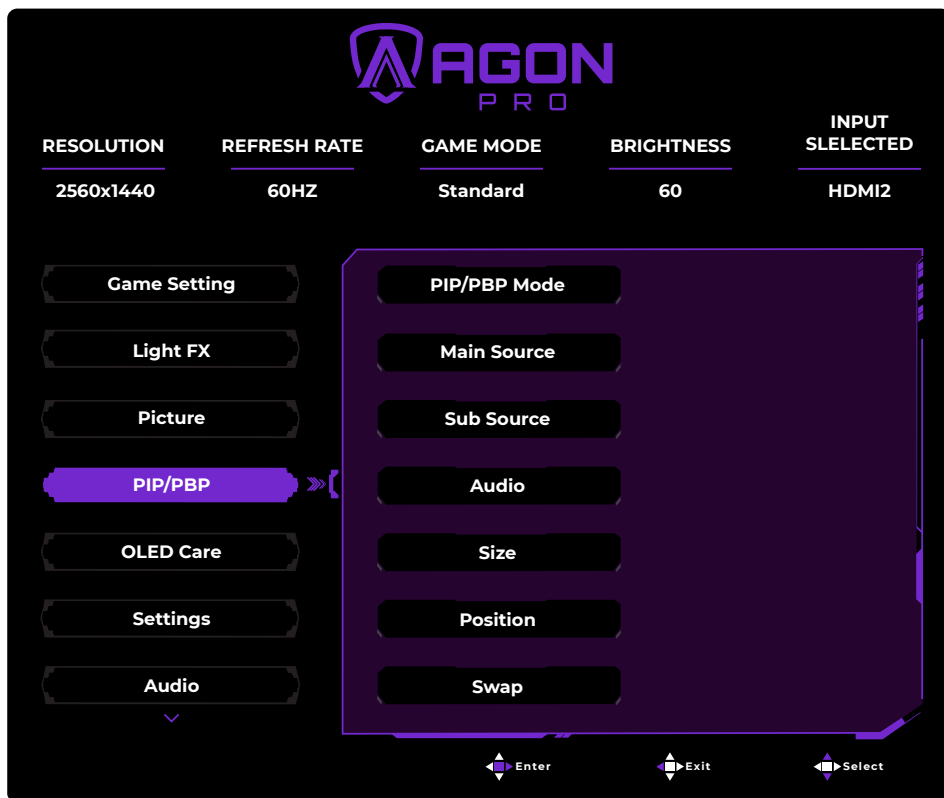 AGON
PRO
RESOLUTION
REFRESH RATE
GAME MODE
BRIGHTNESS
INPUT
SLELECTED
2560x1440
60HZ
Standard
60
HDMI2
Game Setting
Light FX
Picture
PIP/PBP
OLED Care
Settings
Audio
PIP/PBP Mode
Main Source
Sub Source
Audio
Size
Position
Swap
Enter
Exit
Select